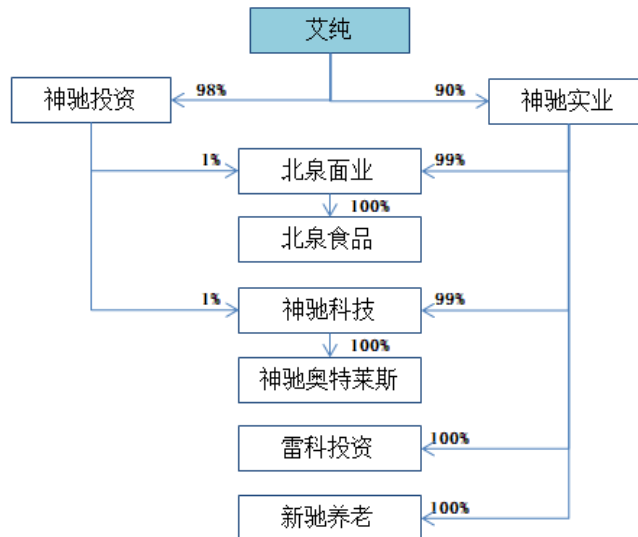 艾纯
神驰投资
98%
90%
神驰实业
1%
北泉面业
99%
100%
北泉食品
1%
神驰科技
99%
100%
神驰奥特莱斯
雷科投资
100%
新驰养老
100%